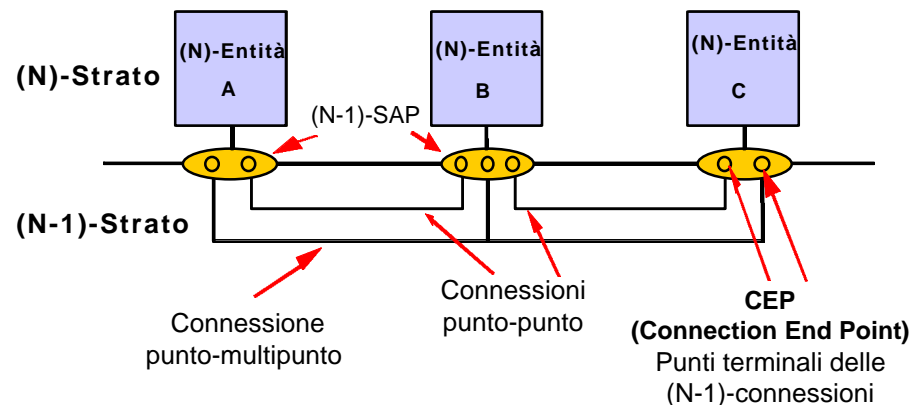 (N)-Strato
(N)-Entità
A
(N)-Entità
B
(N)-Entità
C
(N-1)-SAP
(N-1)-Strato
Connessione
punto-multipunto
Connessioni
punto-punto
CEP
(Connection End Point)
Punti terminali delle
(N-1)-connessioni